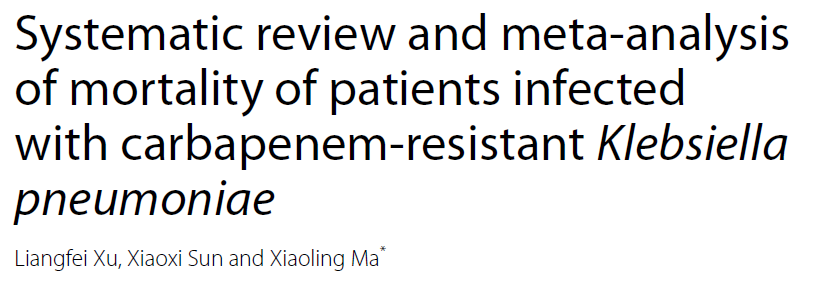 Systematic review and meta-analysis
of mortality of patients infected
with carbapenem-resistant Klebsiella
pneumoniae
Liangfei Xu, Xiaoxi Sun and Xiaoling Ma*